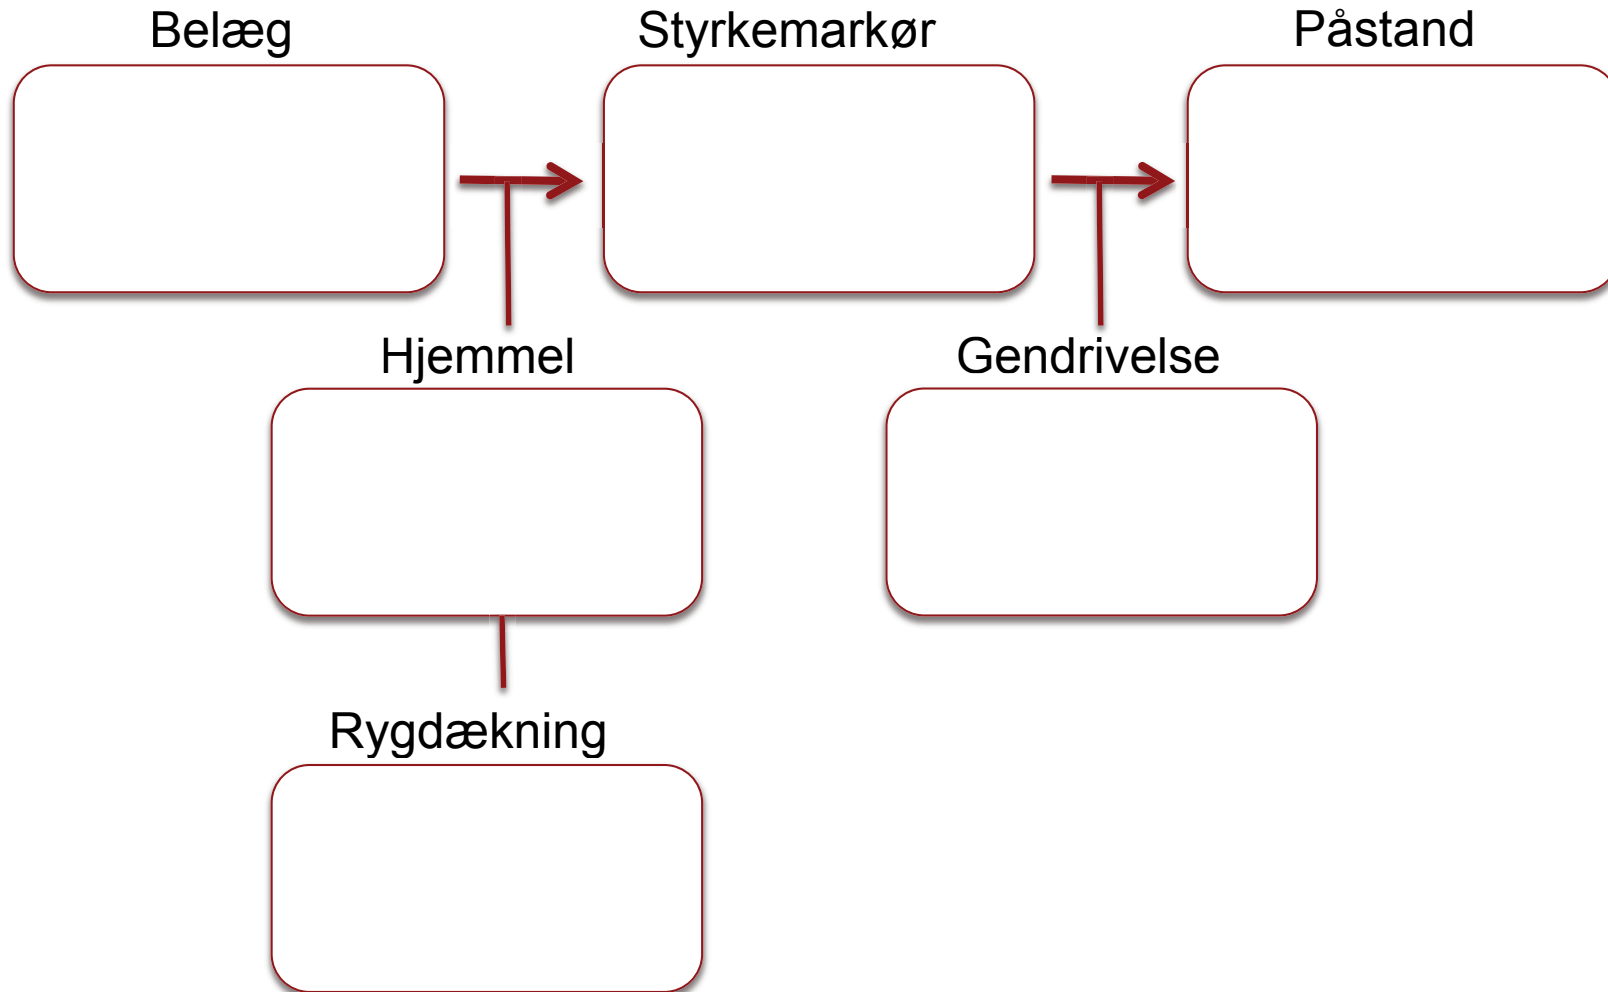 Belæg
Styrkemarkør
Påstand
Hjemmel
Gendrivelse
Rygdækning